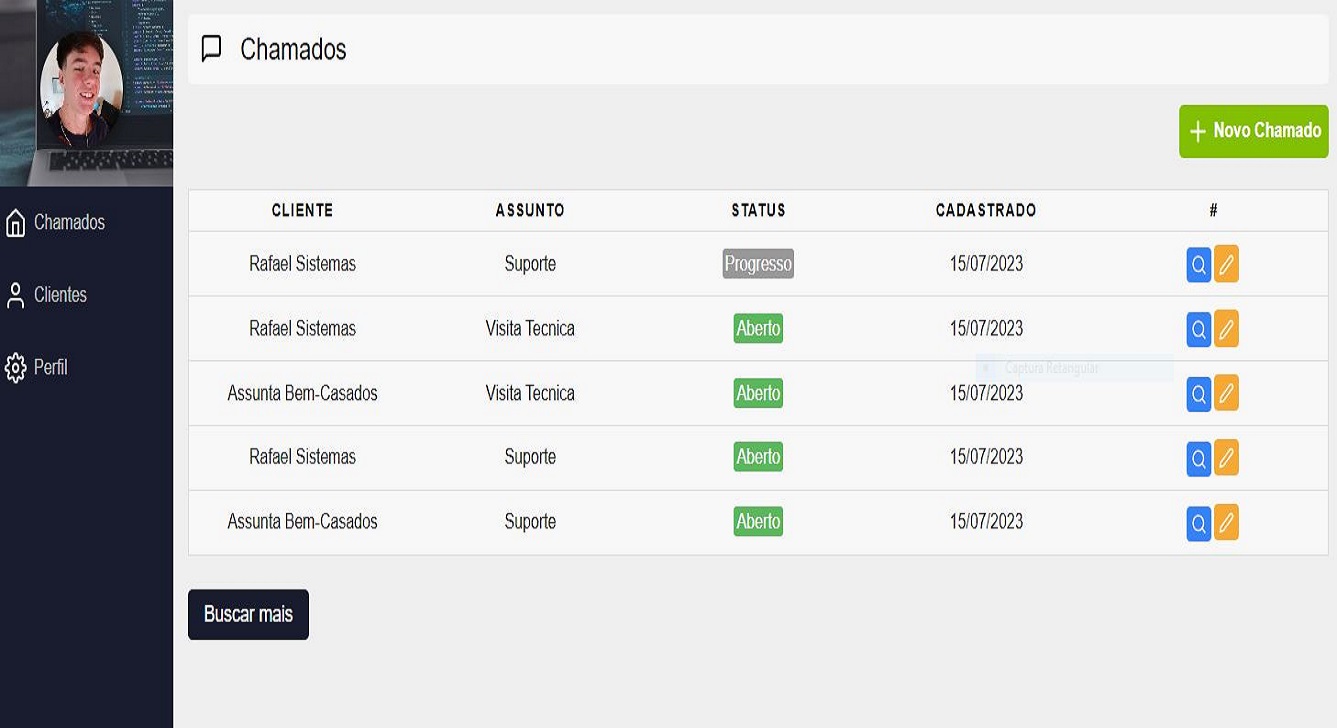 Chamados
Novo Chamado
Chamados
Clientes
Perfil
CLIENTE ASSUNTO STATUS CADASTRADO #
Rafael Sistemas Suporte Progresso 15/07/2023
Rafael Sistemas Visita Tecnica Aberto 15/07/2023
Captura Retangular
Assunta Bem-Casados Visita Tecnica Aberto 15/07/2023
Rafael Sistemas Suporte Aberto 15/07/2023
Assunta Bem-Casados Suporte Aberto 15/07/2023
Buscar mais